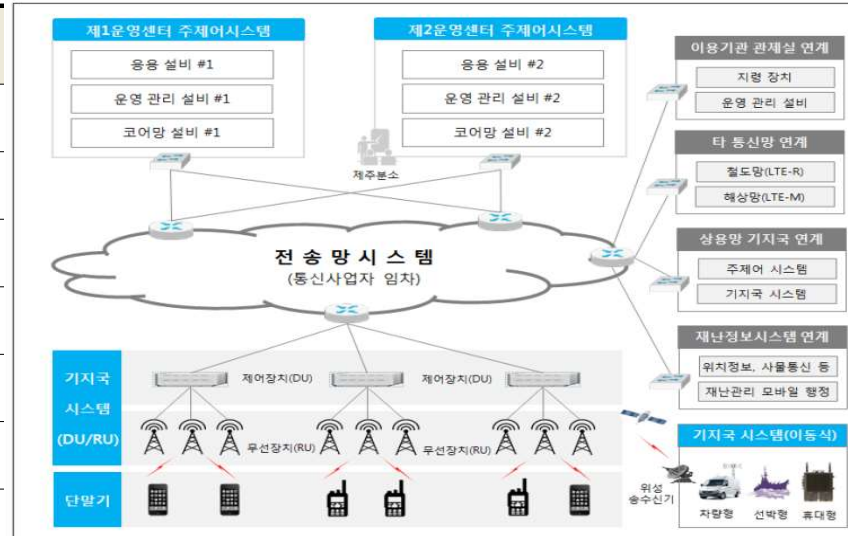 제1운영센터 주제어시스템
응용 설비 #1
운영 관리 설비 #1
코어망 설비 #1
제2운영센터 주제어시스템
응용 설비 #2
운영 관리 설비 #2
코어망 설비 #2
제주분소
이용기관 관제실 연계
지령 장치
운영 관리 설비
타 통신망 연계
철도망(LTE-R)
해상망(LTE-M)
상용망 기지국 연계
주제어 시스템
기지국 시스템
재난정보시스템 연계
위치정보, 사물통신 등
재난관리 모바일 행정
전 송 망 시 스 템
(통신사업자 임차)
기지국
시스템
(DU/RU)
제어장치(DU)
제어장치(DU)
무선장치(RU)
무선장치(RU)
단말기
위성
송수신기
기지국 시스템(이동식)
차량형
선박형
휴대형